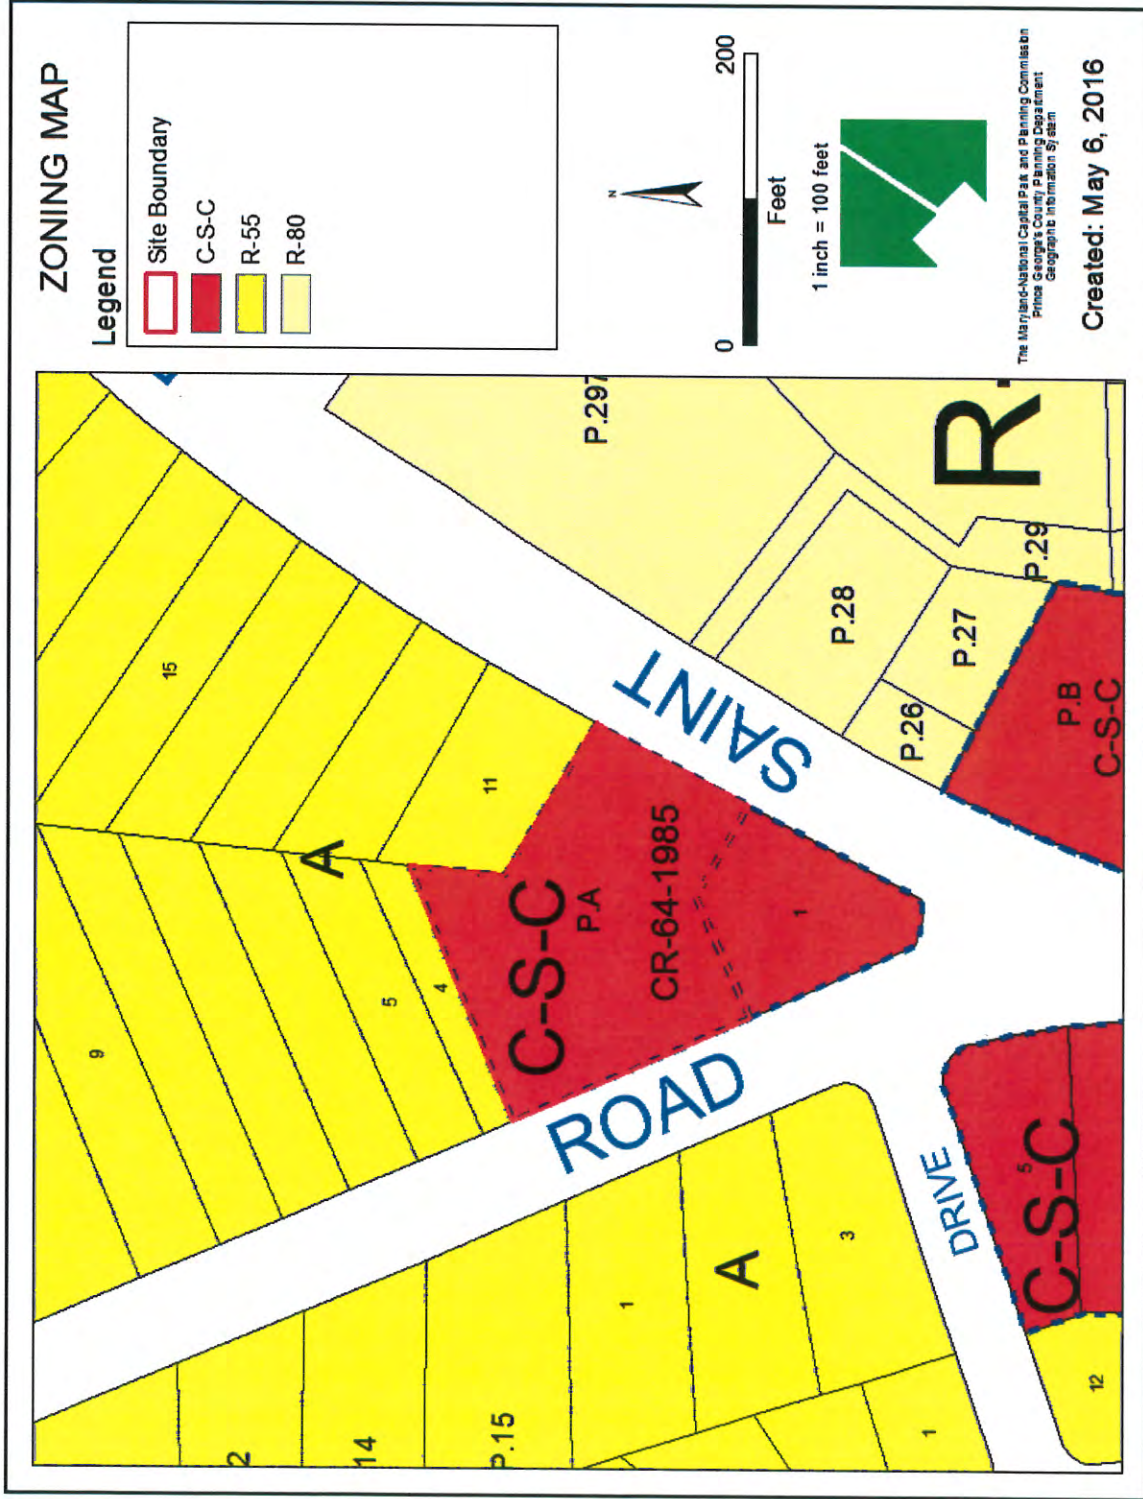 ZONING MAP
Legend
Site Boundary
C-S-C
R-55
R-80
N
0
200
Feet
1 inch = 100 feet
The Maryland-National Capital Park and Planning Commission
Prince George's County Planning Department
Geographic Information System
Created: May 6, 2016
9
15
A
11
5
4
C-S-C
P.A
CR-64-1985
1
ROAD
SAINT
P.297
P.28
P.26
P.27
P.29
R-
P.B
C-S-C
2
14
P.15
1
A
3
1
DRIVE
C-S-C
5
12